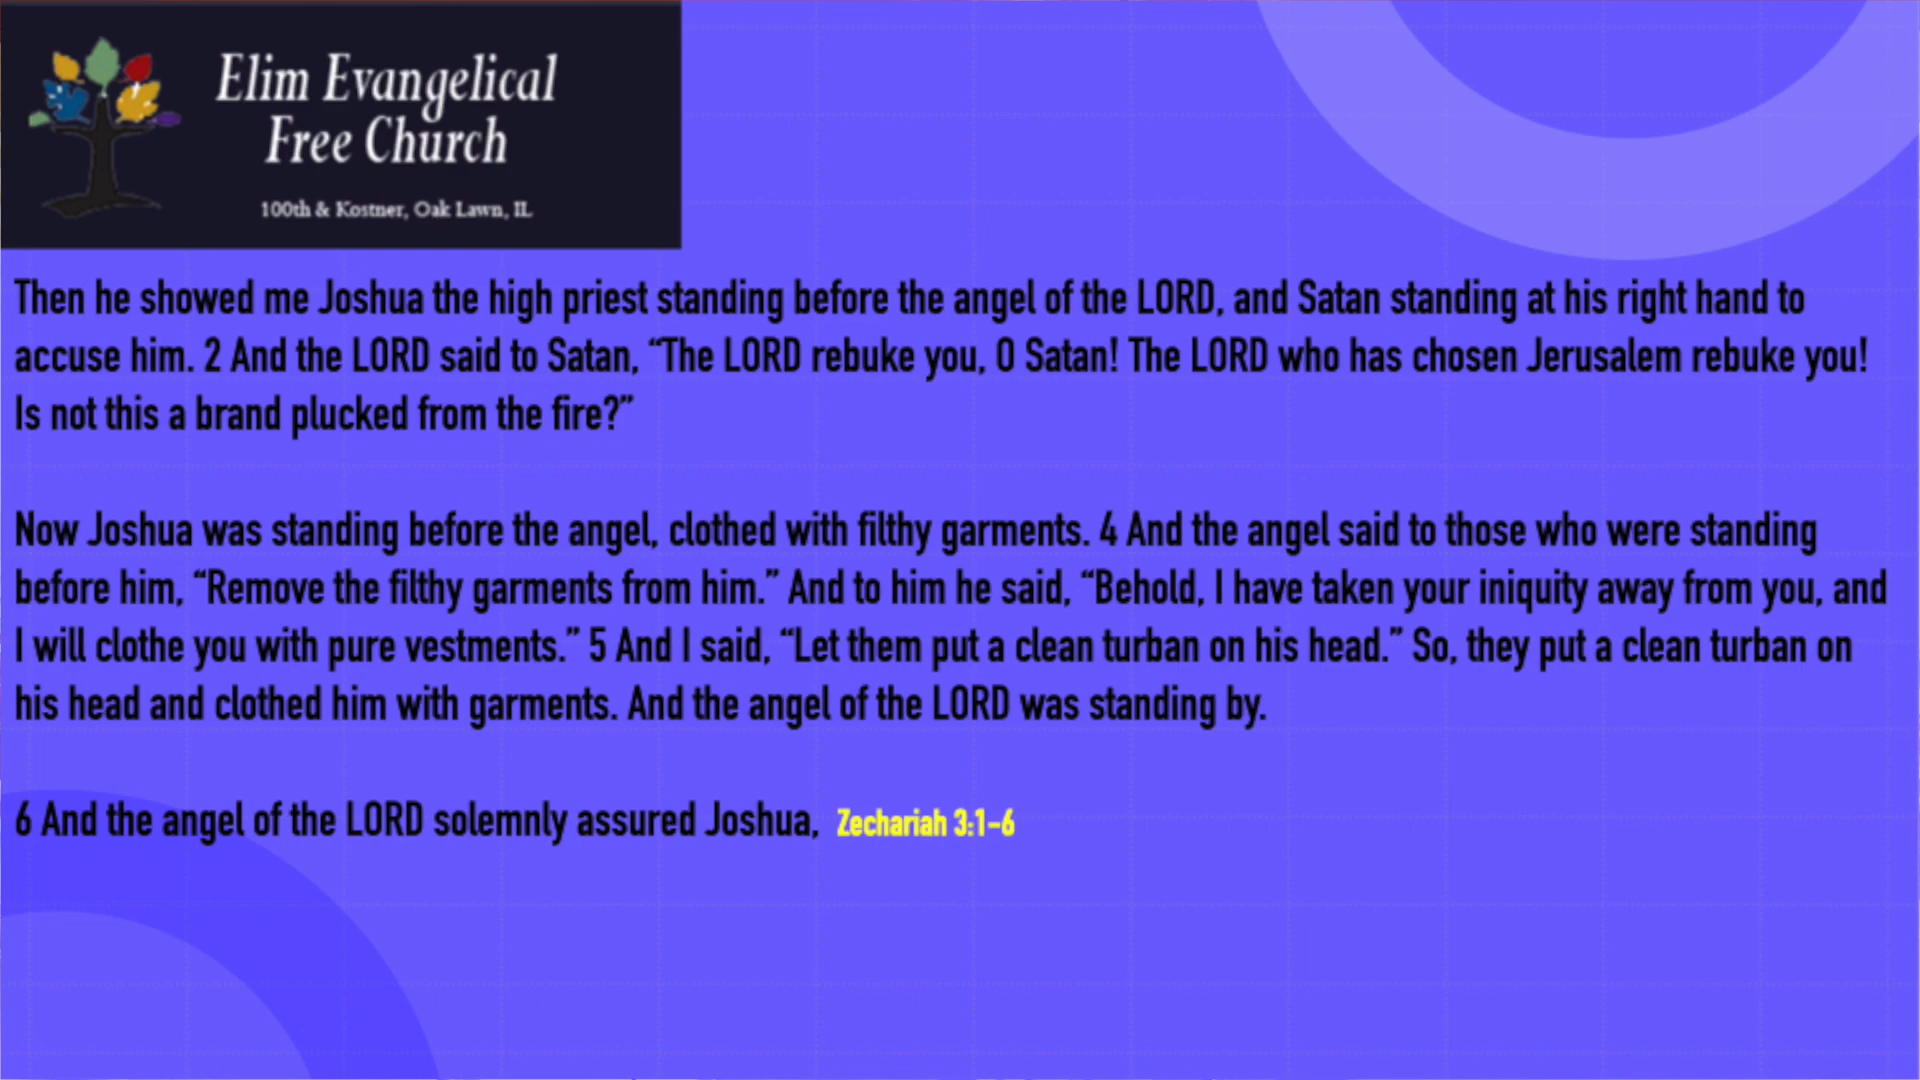 Elim Evangelical
Free Church
100th & Kostner, Oak Lawn, IL
Then he showed me Joshua the high priest standing before the angel of the LORD, and Satan standing at his right hand to
accuse him. 2 And the LORD said to Satan, “The LORD rebuke you, O Satan! The LORD who has chosen Jerusalem rebuke you!
Is not this a brand plucked from the fire?”
Now Joshua was standing before the angel, clothed with filthy garments. 4 And the angel said to those who were standing
before him, “Remove the filthy garments from him.” And to him he said, “Behold, I have taken your iniquity away from you, and
I will clothe you with pure vestments.” 5 And I said, “Let them put a clean turban on his head.” So, they put a clean turban on
his head and clothed him with garments. And the angel of the LORD was standing by.
6 And the angel of the LORD solemnly assured Joshua, Zechariah 3:1-6